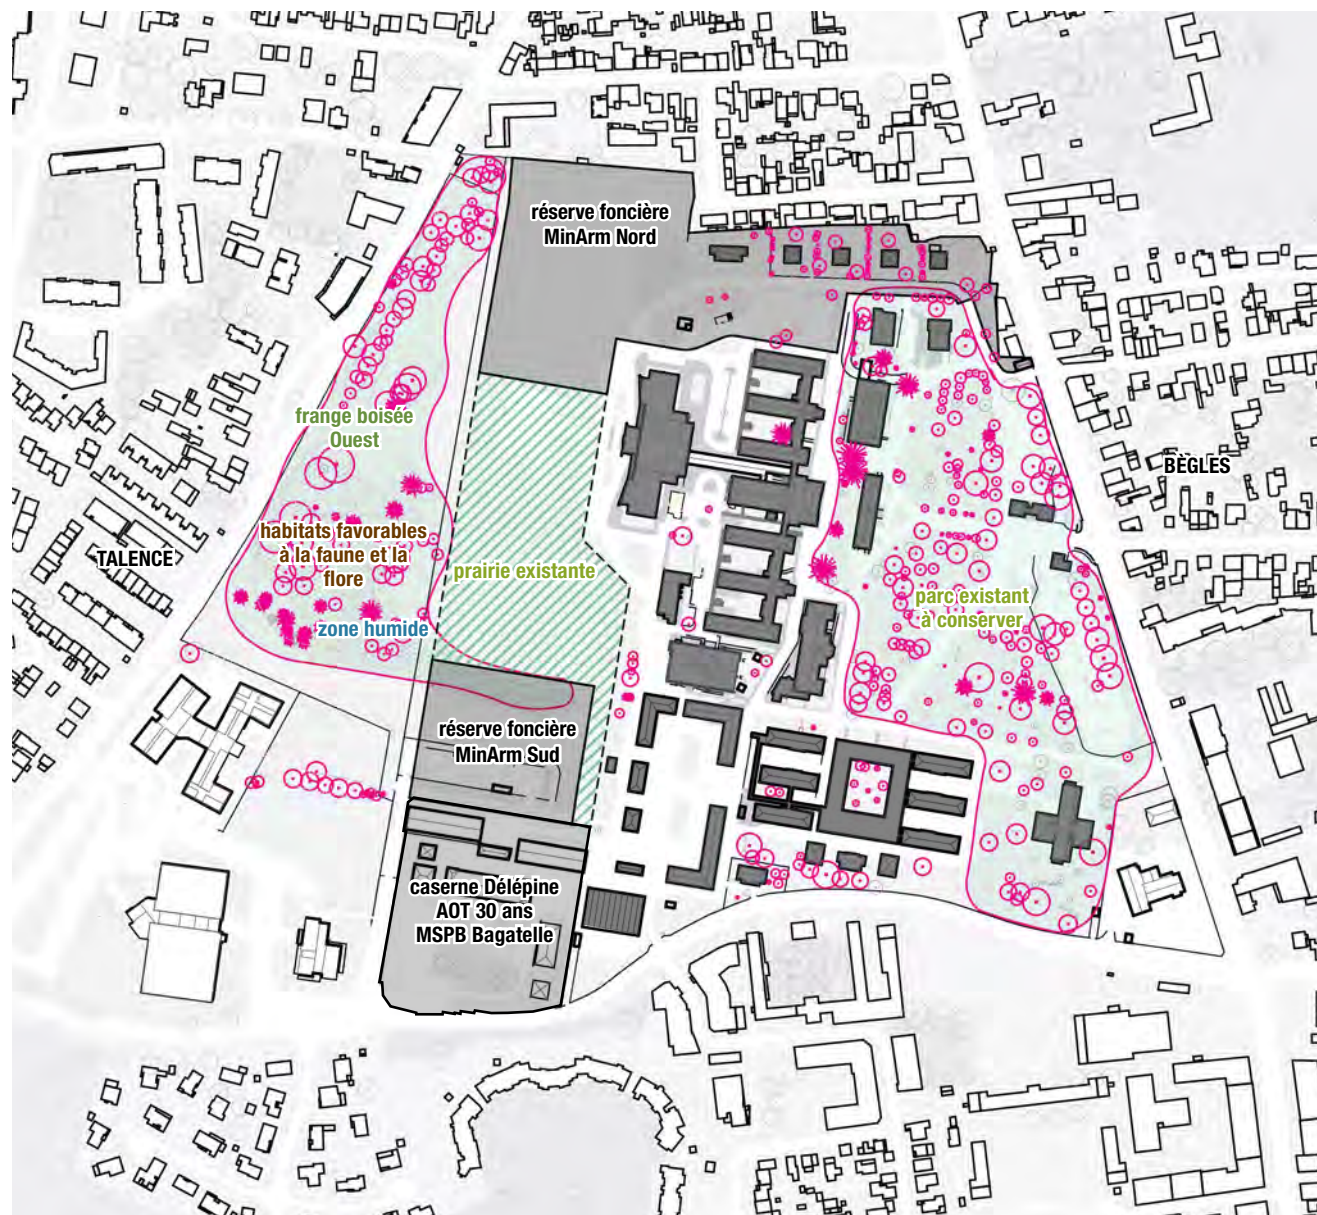 réserve foncière
MinArm Nord
frange boisée
Ouest
BÈGLES
habitats favorables
à la faune et la
flore
TALENCE
prairie existante
parc existant
à conserver
zone humide
réserve foncière
MinArm Sud
caserne Délépine
AOT 30 ans
MSPB Bagatelle